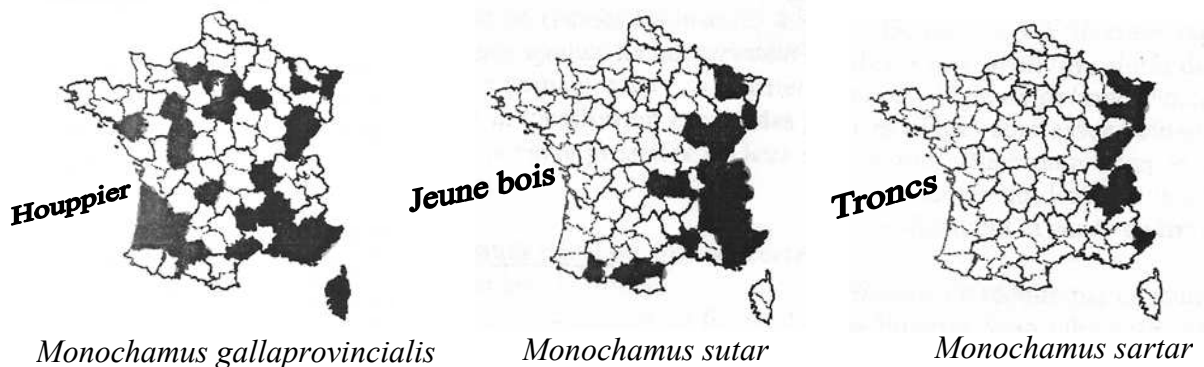 Houppier
Jeune bois
Troncs
Monochamus gallaprovincialis
Monochamus sutar
Monochamus sartar